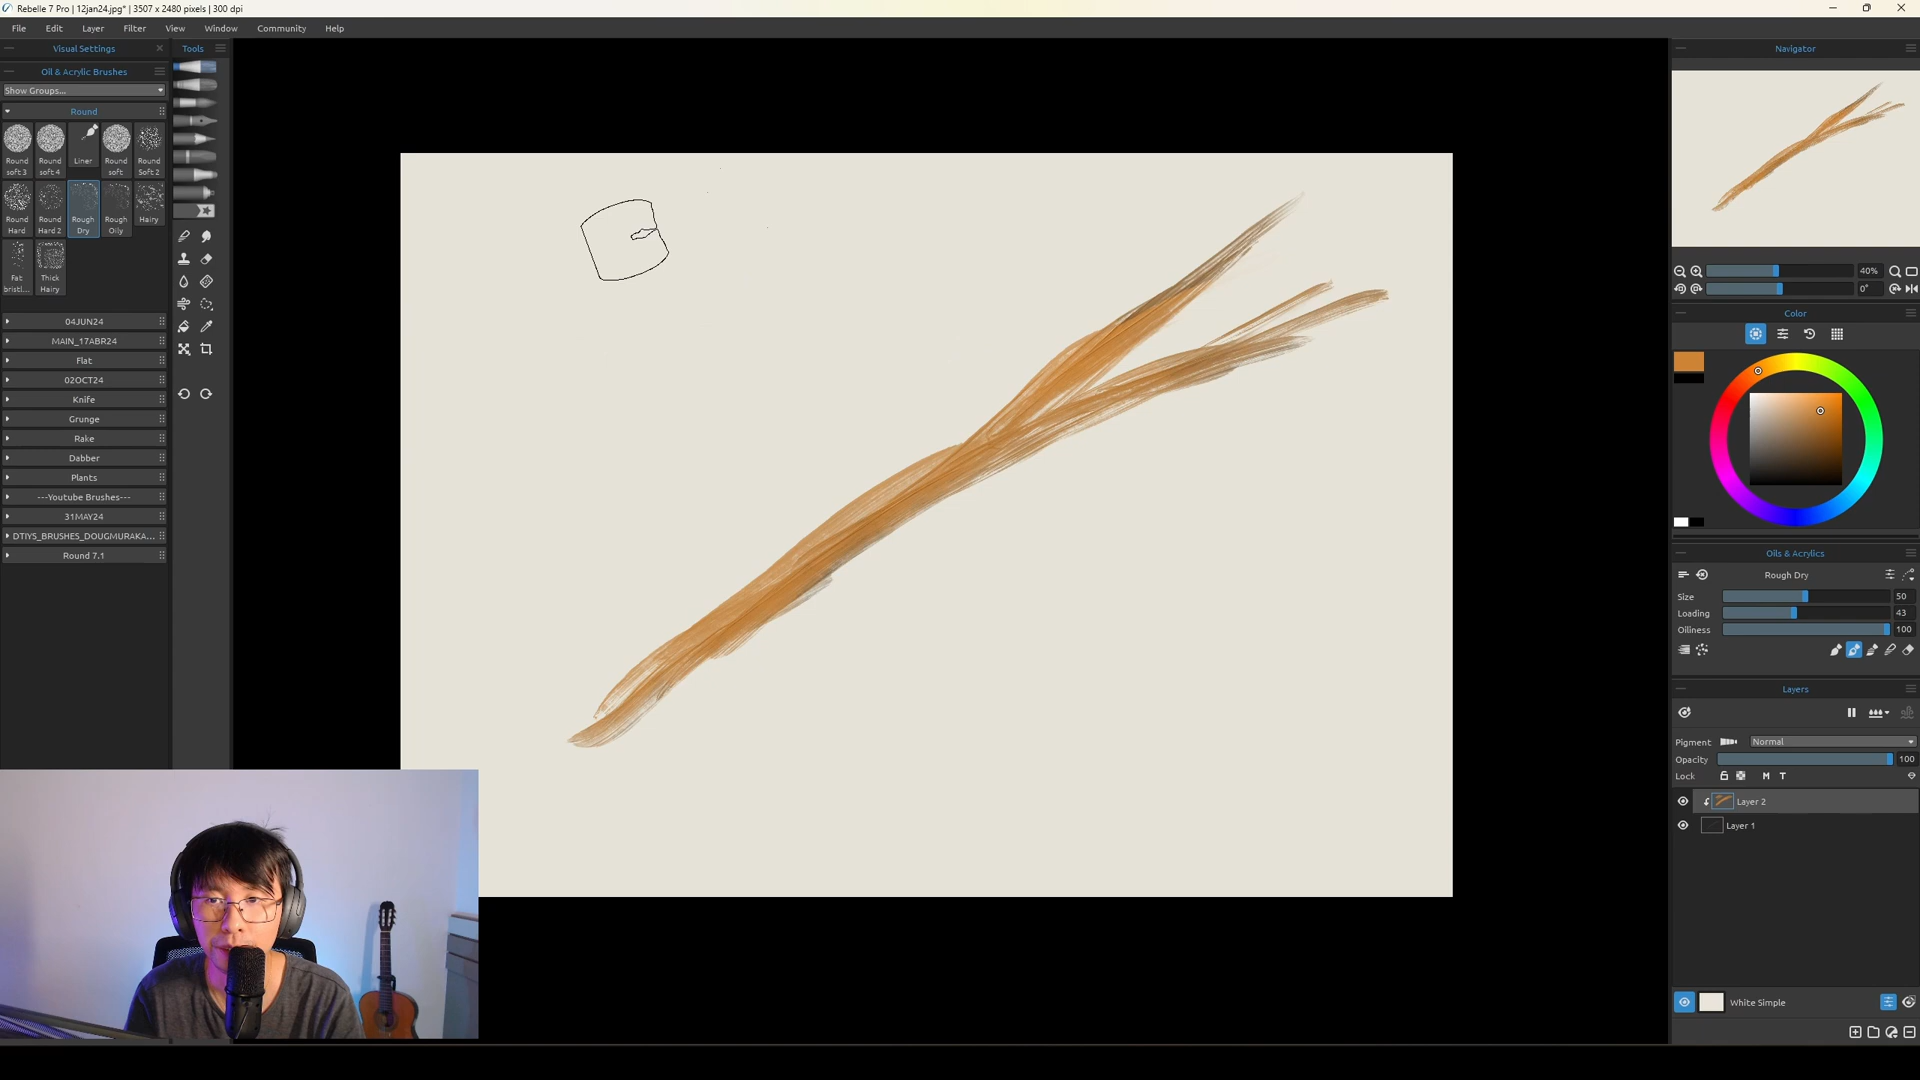 Rebelle 7 Pro | 12jan24.jpg* | 3507 x 2480 pixels | 300 dpi
File Edit Layer Filter View Window Community Help
Visual Settings
Tools
Navigator
Oil & Acrylic Brushes
Show Groups...
Round
Round soft 3
Round soft 4
Liner
Round soft
Round Soft 2
Round Hard
Round Hard 2
Rough Dry
Rough Oily
Hairy
Fat bristl...
Thick Hairy
04JUN24
MAIN_17ABR24
Flat
02OCT24
Knife
Grunge
Rake
Dabber
Plants
---Youtube Brushes---
31MAY24
DTIYS_BRUSHES_DOUGMURAKA...
Round 7.1
40%
0°
Color
Oils & Acrylics
Rough Dry
Size 50
Loading 43
Oiliness 100
Layers
Pigment Normal
Opacity 100
Lock M T
Layer 2
Layer 1
White Simple